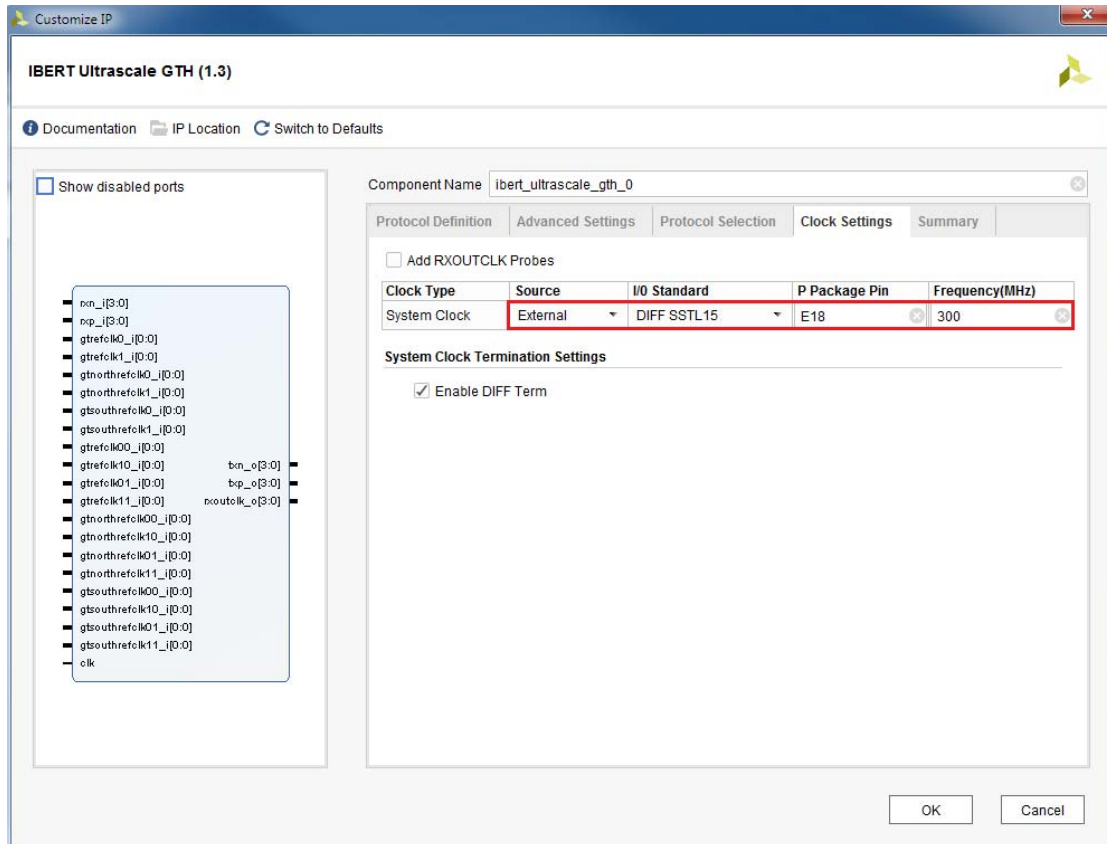 Customize IP
IBERT Ultrascale GTH (1.3)
Documentation IP Location Switch to Defaults
Show disabled ports
rxn_i[3:0]
rxp_i[3:0]
gtrefclk0_i[0:0]
gtrefclk1_i[0:0]
gtnorthrefclk0_i[0:0]
gtnorthrefclk1_i[0:0]
gtsouthrefclk0_i[0:0]
gtsouthrefclk1_i[0:0]
gtrefclk00_i[0:0]
gtrefclk10_i[0:0] txn_o[3:0]
gtrefclk01_i[0:0] txp_o[3:0]
gtrefclk11_i[0:0] rxoutclk_o[3:0]
gtnorthrefclk00_i[0:0]
gtnorthrefclk10_i[0:0]
gtnorthrefclk01_i[0:0]
gtnorthrefclk11_i[0:0]
gtsouthrefclk00_i[0:0]
gtsouthrefclk10_i[0:0]
gtsouthrefclk01_i[0:0]
gtsouthrefclk11_i[0:0]
clk
Component Name ibert_ultrascale_gth_0
Protocol Definition Advanced Settings Protocol Selection Clock Settings Summary
Add RXOUTCLK Probes
Clock Type Source I/O Standard P Package Pin Frequency(MHz)
System Clock External DIFF SSTL15 E18 300
System Clock Termination Settings
Enable DIFF Term
OK Cancel